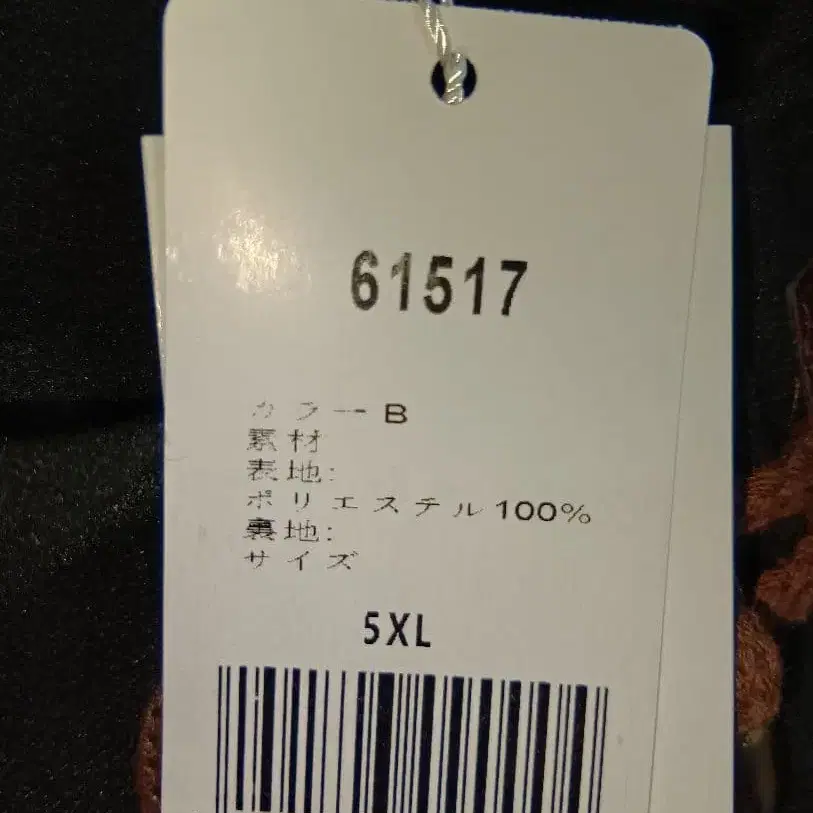 61517
カラーB
素材
表地:
ポリエステル100%
裏地:
サイズ
5XL